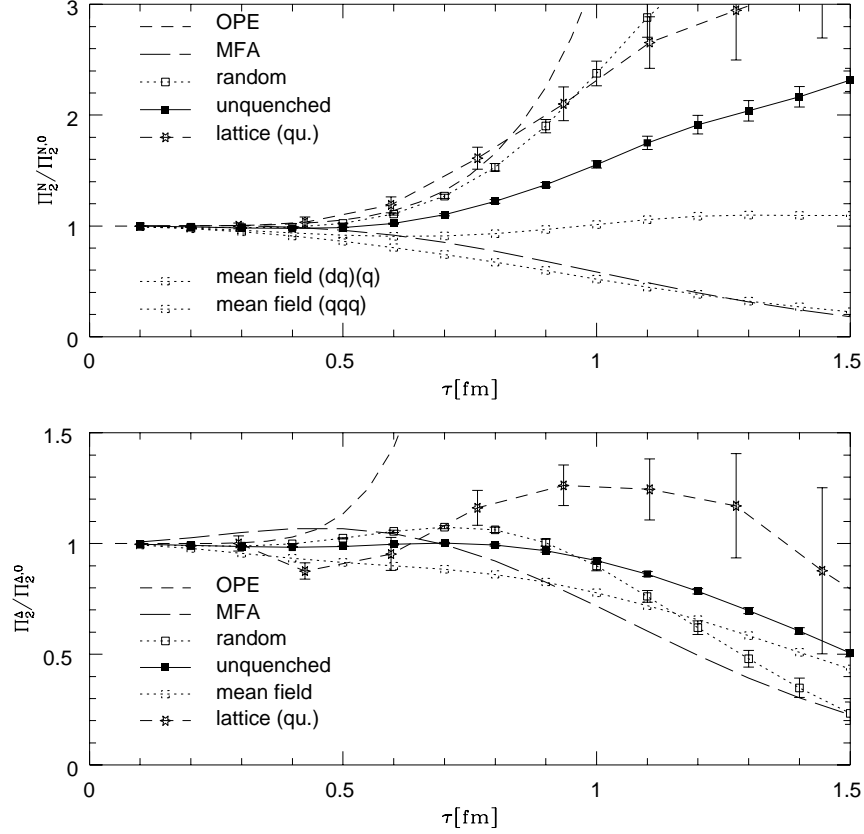 3
2
1
0
Π₂ᴺ/Π₂ᴺ,⁰
OPE
MFA
random
unquenched
lattice (qu.)
mean field (dq)(q)
mean field (qqq)
0 0.5 1 1.5
τ[fm]
1.5
1
0.5
0
Π₂^Δ/Π₂^Δ,⁰
OPE
MFA
random
unquenched
mean field
lattice (qu.)
0 0.5 1 1.5
τ[fm]